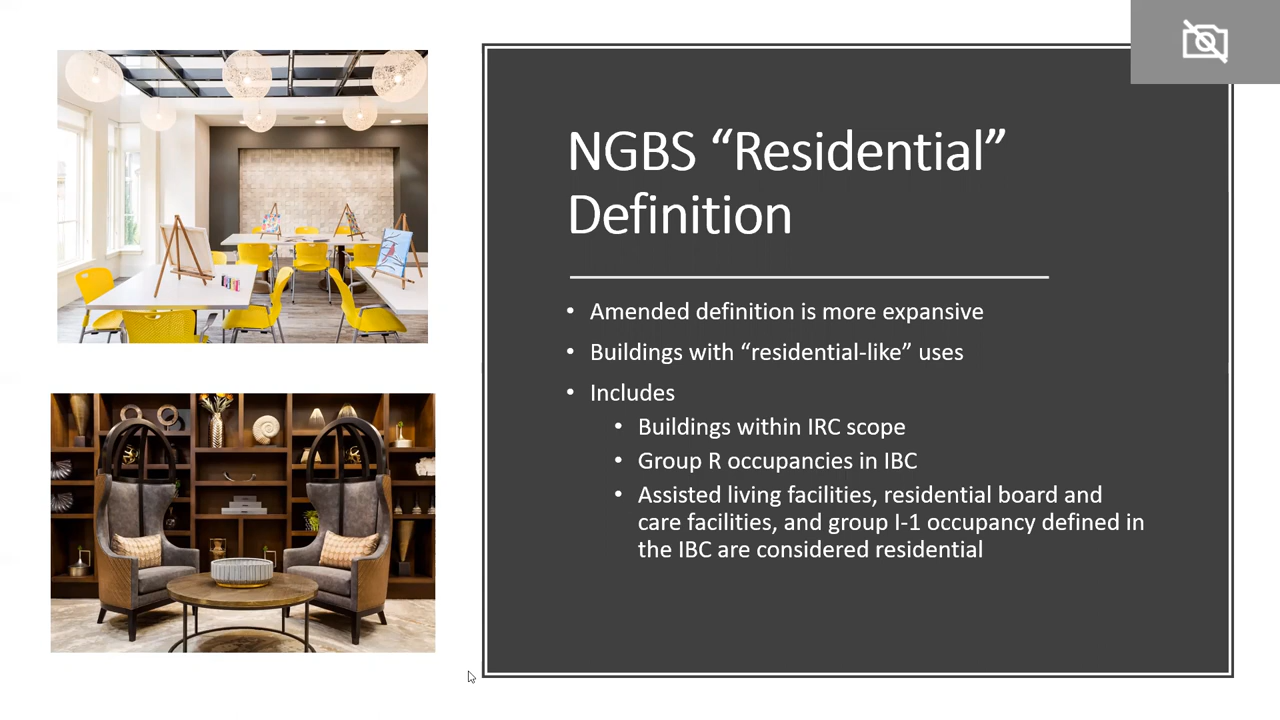 NGBS “Residential”
Definition
• Amended definition is more expansive
• Buildings with “residential-like” uses
• Includes
• Buildings within IRC scope
• Group R occupancies in IBC
• Assisted living facilities, residential board and
care facilities, and group I-1 occupancy defined in
the IBC are considered residential